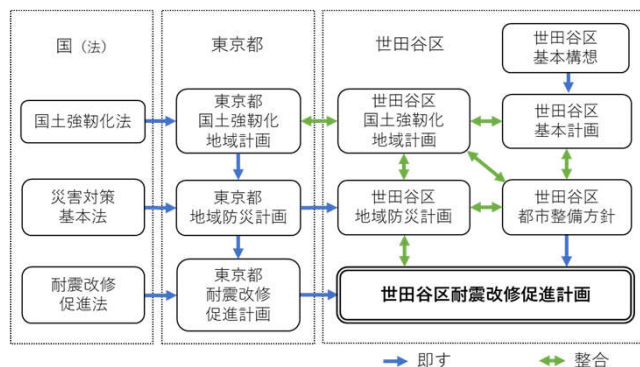 国（法）
東京都
世田谷区
世田谷区
基本構想
国土強靭化法
東京都
国土強靭化
地域計画
世田谷区
国土強靭化
地域計画
世田谷区
基本計画
災害対策
基本法
東京都
地域防災計画
世田谷区
地域防災計画
世田谷区
都市整備方針
耐震改修
促進法
東京都
耐震改修
促進計画
世田谷区耐震改修促進計画
即す
整合